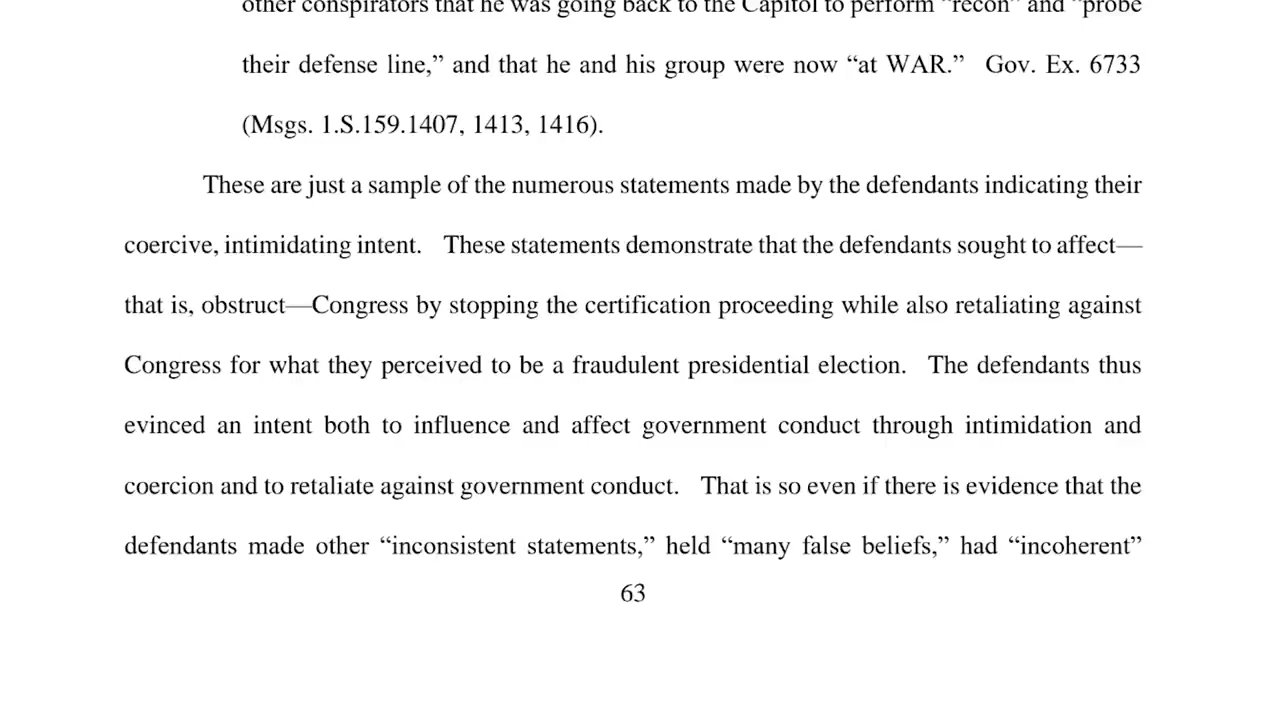 other conspirators that he was going back to the Capitol to perform “recon” and “probe
their defense line,” and that he and his group were now “at WAR.” Gov. Ex. 6733
(Msgs. 1.S.159.1407, 1413, 1416).
These are just a sample of the numerous statements made by the defendants indicating their
coercive, intimidating intent. These statements demonstrate that the defendants sought to affect—
that is, obstruct—Congress by stopping the certification proceeding while also retaliating against
Congress for what they perceived to be a fraudulent presidential election. The defendants thus
evinced an intent both to influence and affect government conduct through intimidation and
coercion and to retaliate against government conduct. That is so even if there is evidence that the
defendants made other “inconsistent statements,” held “many false beliefs,” had “incoherent”
63